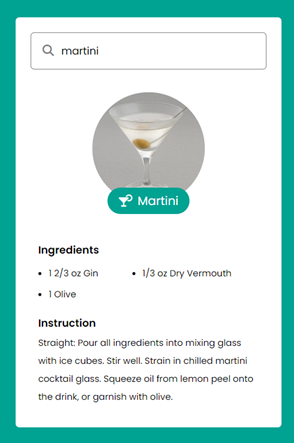 martini
Martini
Ingredients
• 1 2/3 oz Gin
• 1/3 oz Dry Vermouth
• 1 Olive
Instruction
Straight: Pour all ingredients into mixing glass
with ice cubes. Stir well. Strain in chilled martini
cocktail glass. Squeeze oil from lemon peel onto
the drink, or garnish with olive.